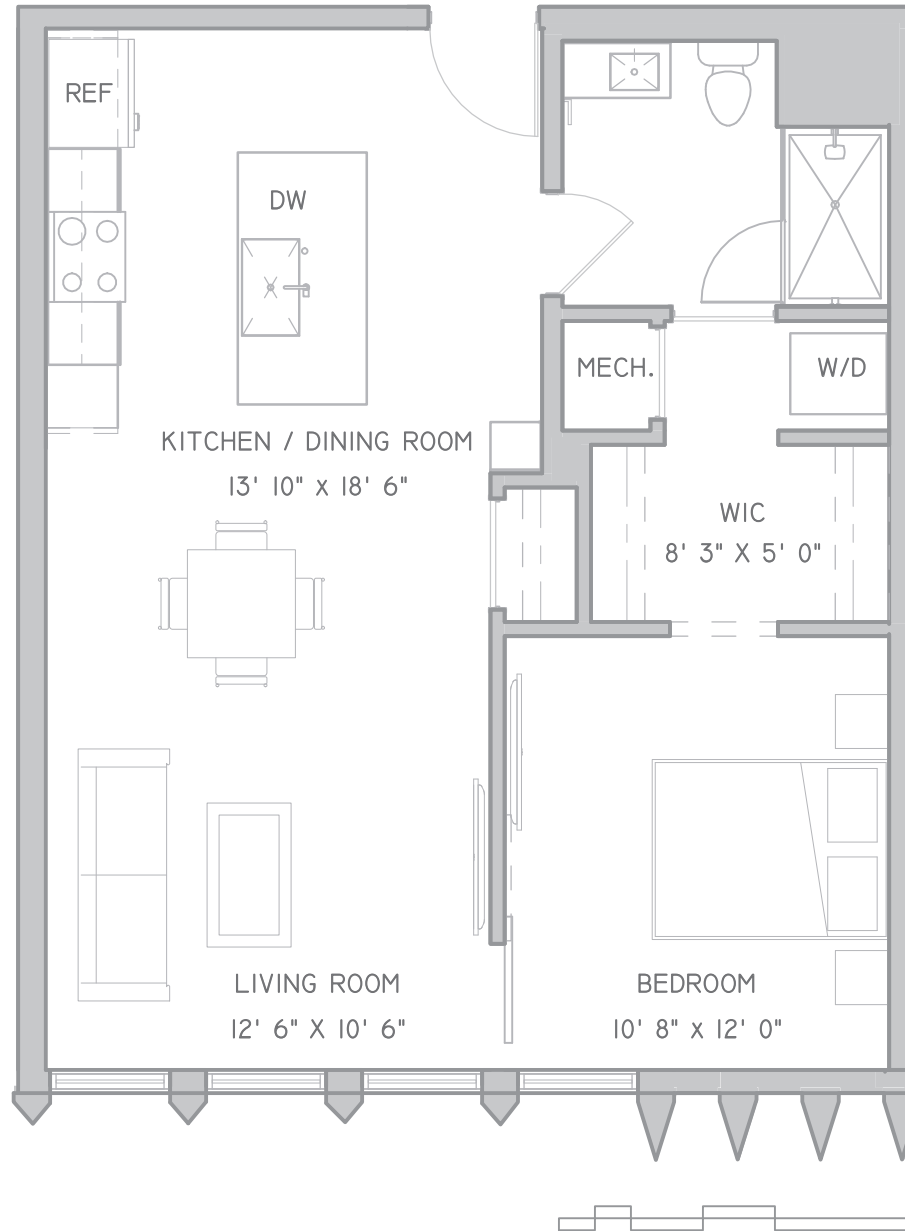 REF
DW
MECH.
W/D
KITCHEN / DINING ROOM
13' 10" X 18' 6"
WIC
8' 3" X 5' 0"
LIVING ROOM
12' 6" X 10' 6"
BEDROOM
10' 8" X 12' 0"